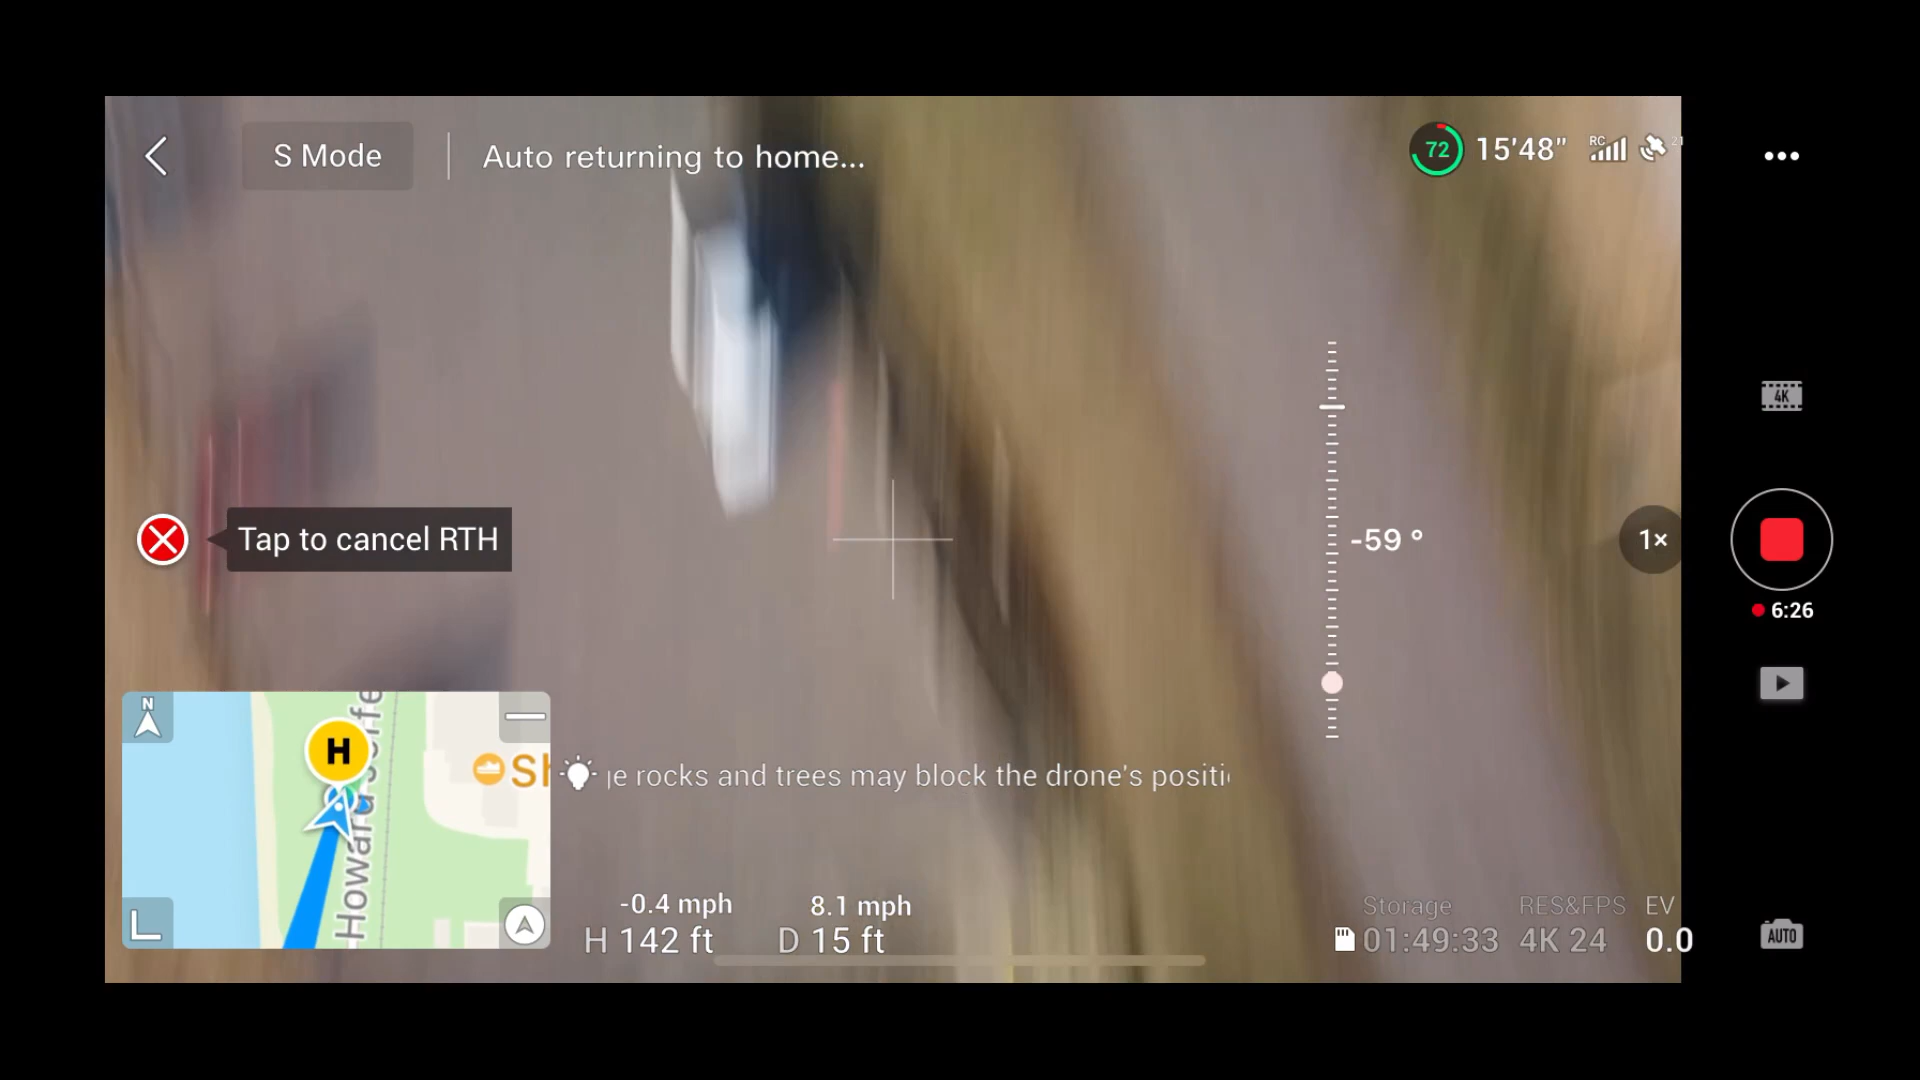 S Mode
Auto returning to home...
72
15'48"
RC
21
4K
Tap to cancel RTH
-59 °
1×
6:26
N
H
Sh
rocks and trees may block the drone's
-0.4 mph
8.1 mph
H 142 ft
D 15 ft
Storage
RES&FPS
EV
01:49:33
4K 24
0.0
AUTO